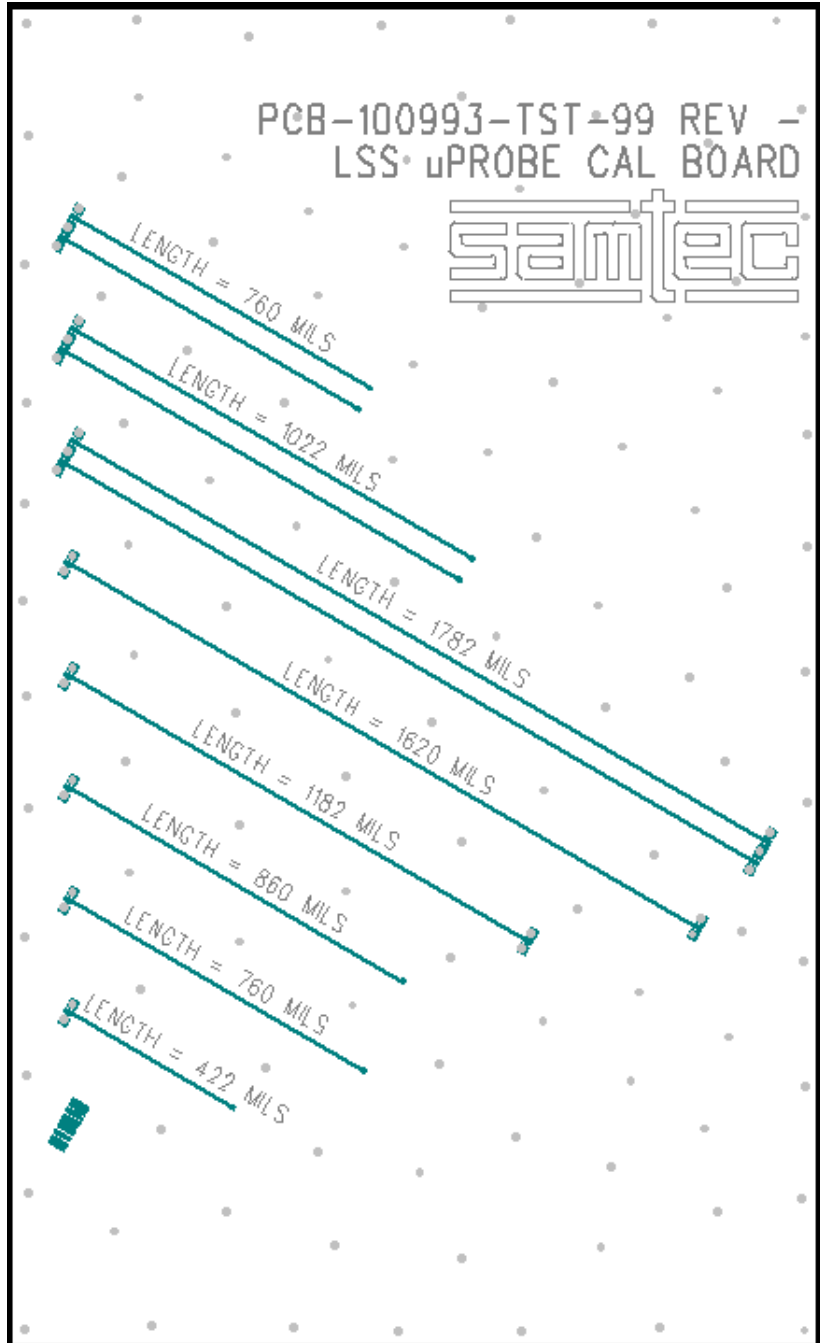 PCB-100993-TST-99 REV -
LSS uPROBE CAL BOARD
samtec
LENGTH = 760 MILS
LENGTH = 1022 MILS
LENGTH = 1782 MILS
LENGTH = 1620 MILS
LENGTH = 1182 MILS
LENGTH = 860 MILS
LENGTH = 760 MILS
LENGTH = 422 MILS